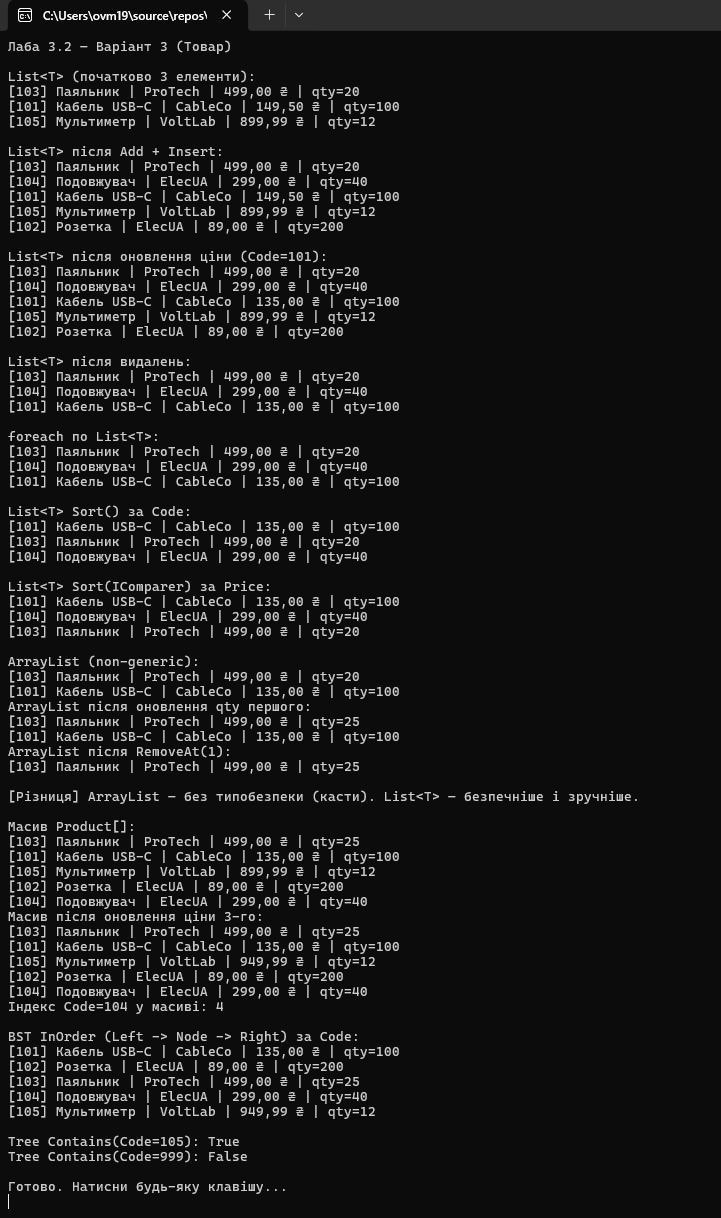 C:\Users\ovm19\source\repos\
Лаба 3.2 — Варіант 3 (Товар)
List<T> (початково 3 елементи):
[103] Паяльник | ProTech | 499,00 ₴ | qty=20
[101] Кабель USB-C | CableCo | 149,50 ₴ | qty=100
[105] Мультиметр | VoltLab | 899,99 ₴ | qty=12
List<T> після Add + Insert:
[103] Паяльник | ProTech | 499,00 ₴ | qty=20
[104] Подовжувач | ElecUA | 299,00 ₴ | qty=40
[101] Кабель USB-C | CableCo | 149,50 ₴ | qty=100
[105] Мультиметр | VoltLab | 899,99 ₴ | qty=12
[102] Розетка | ElecUA | 89,00 ₴ | qty=200
List<T> після оновлення ціни (Code=101):
[103] Паяльник | ProTech | 499,00 ₴ | qty=20
[104] Подовжувач | ElecUA | 299,00 ₴ | qty=40
[101] Кабель USB-C | CableCo | 135,00 ₴ | qty=100
[105] Мультиметр | VoltLab | 899,99 ₴ | qty=12
[102] Розетка | ElecUA | 89,00 ₴ | qty=200
List<T> після видалень:
[103] Паяльник | ProTech | 499,00 ₴ | qty=20
[104] Подовжувач | ElecUA | 299,00 ₴ | qty=40
[101] Кабель USB-C | CableCo | 135,00 ₴ | qty=100
foreach по List<T>:
[103] Паяльник | ProTech | 499,00 ₴ | qty=20
[104] Подовжувач | ElecUA | 299,00 ₴ | qty=40
[101] Кабель USB-C | CableCo | 135,00 ₴ | qty=100
List<T> Sort() за Code:
[101] Кабель USB-C | CableCo | 135,00 ₴ | qty=100
[103] Паяльник | ProTech | 499,00 ₴ | qty=20
[104] Подовжувач | ElecUA | 299,00 ₴ | qty=40
List<T> Sort(IComparer) за Price:
[101] Кабель USB-C | CableCo | 135,00 ₴ | qty=100
[104] Подовжувач | ElecUA | 299,00 ₴ | qty=40
[103] Паяльник | ProTech | 499,00 ₴ | qty=20
ArrayList (non-generic):
[103] Паяльник | ProTech | 499,00 ₴ | qty=20
[101] Кабель USB-C | CableCo | 135,00 ₴ | qty=100
ArrayList після оновлення qty першого:
[103] Паяльник | ProTech | 499,00 ₴ | qty=25
[101] Кабель USB-C | CableCo | 135,00 ₴ | qty=100
ArrayList після RemoveAt(1):
[103] Паяльник | ProTech | 499,00 ₴ | qty=25
[Різниця] ArrayList — без типобезпеки (касти). List<T> — безпечніше і зручніше.
Масив Product[]:
[103] Паяльник | ProTech | 499,00 ₴ | qty=25
[101] Кабель USB-C | CableCo | 135,00 ₴ | qty=100
[105] Мультиметр | VoltLab | 899,99 ₴ | qty=12
[102] Розетка | ElecUA | 89,00 ₴ | qty=200
[104] Подовжувач | ElecUA | 299,00 ₴ | qty=40
Масив після оновлення ціни 3-го:
[103] Паяльник | ProTech | 499,00 ₴ | qty=25
[101] Кабель USB-C | CableCo | 135,00 ₴ | qty=100
[105] Мультиметр | VoltLab | 949,99 ₴ | qty=12
[102] Розетка | ElecUA | 89,00 ₴ | qty=200
[104] Подовжувач | ElecUA | 299,00 ₴ | qty=40
Індекс Code=104 у масиві: 4
BST InOrder (Left -> Node -> Right) за Code:
[101] Кабель USB-C | CableCo | 135,00 ₴ | qty=100
[102] Розетка | ElecUA | 89,00 ₴ | qty=200
[103] Паяльник | ProTech | 499,00 ₴ | qty=25
[104] Подовжувач | ElecUA | 299,00 ₴ | qty=40
[105] Мультиметр | VoltLab | 949,99 ₴ | qty=12
Tree Contains(Code=105): True
Tree Contains(Code=999): False
Готово. Натисни будь-яку клавішу...